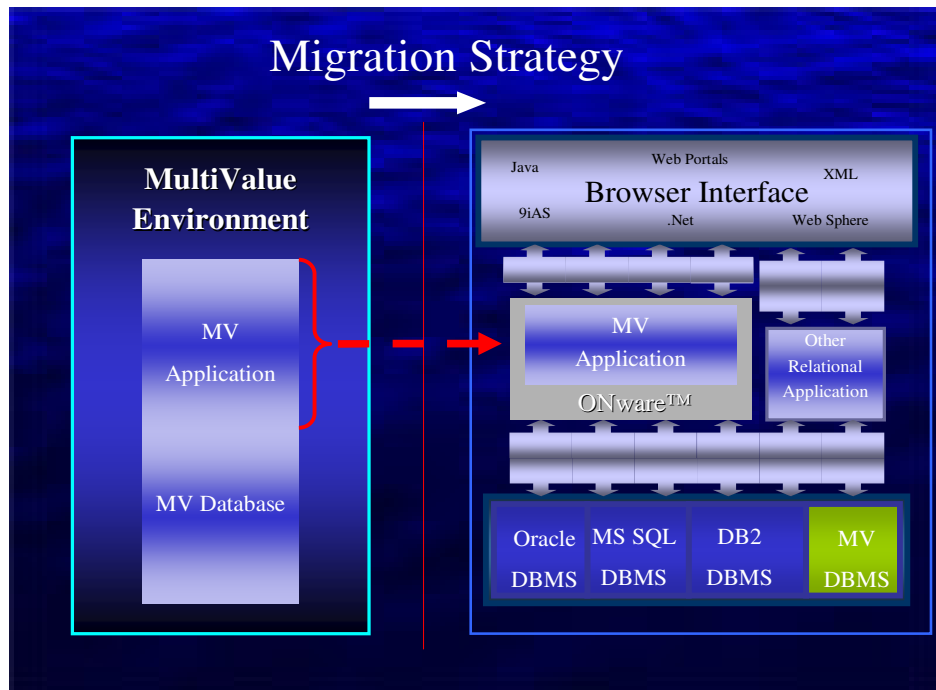 Migration Strategy
MultiValue
Environment
MV
Application
MV Database
Java
Web Portals
XML
Browser Interface
9iAS
.Net
Web Sphere
MV
Application
ONware™
Other
Relational
Application
Oracle
DBMS
MS SQL
DBMS
DB2
DBMS
MV
DBMS